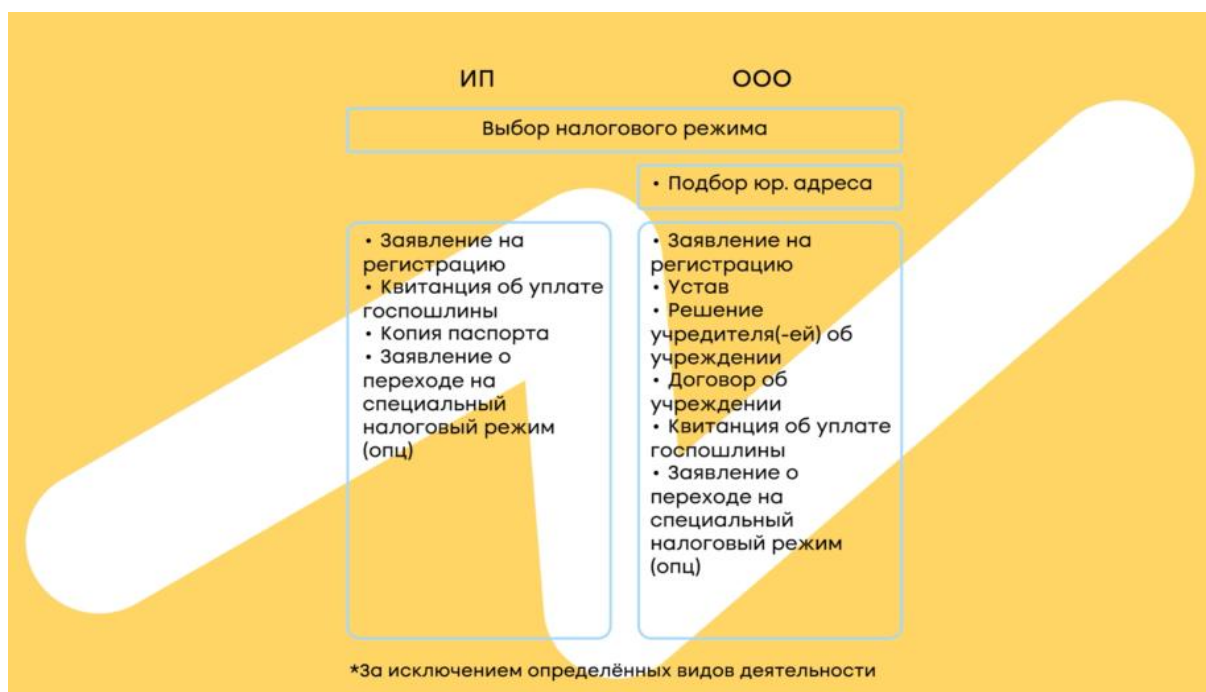 ИП
ООО
Выбор налогового режима
• Подбор юр. адреса
• Заявление на
регистрацию
• Квитанция об уплате
госпошлины
• Копия паспорта
• Заявление о
переходе на
специальный
налоговый режим
(опц)
• Заявление на
регистрацию
• Устав
• Решение
учредителя(-ей) об
учреждении
• Договор об
учреждении
• Квитанция об уплате
госпошлины
• Заявление о
переходе на
специальный
налоговый режим
(опц)
*За исключением определённых видов деятельности